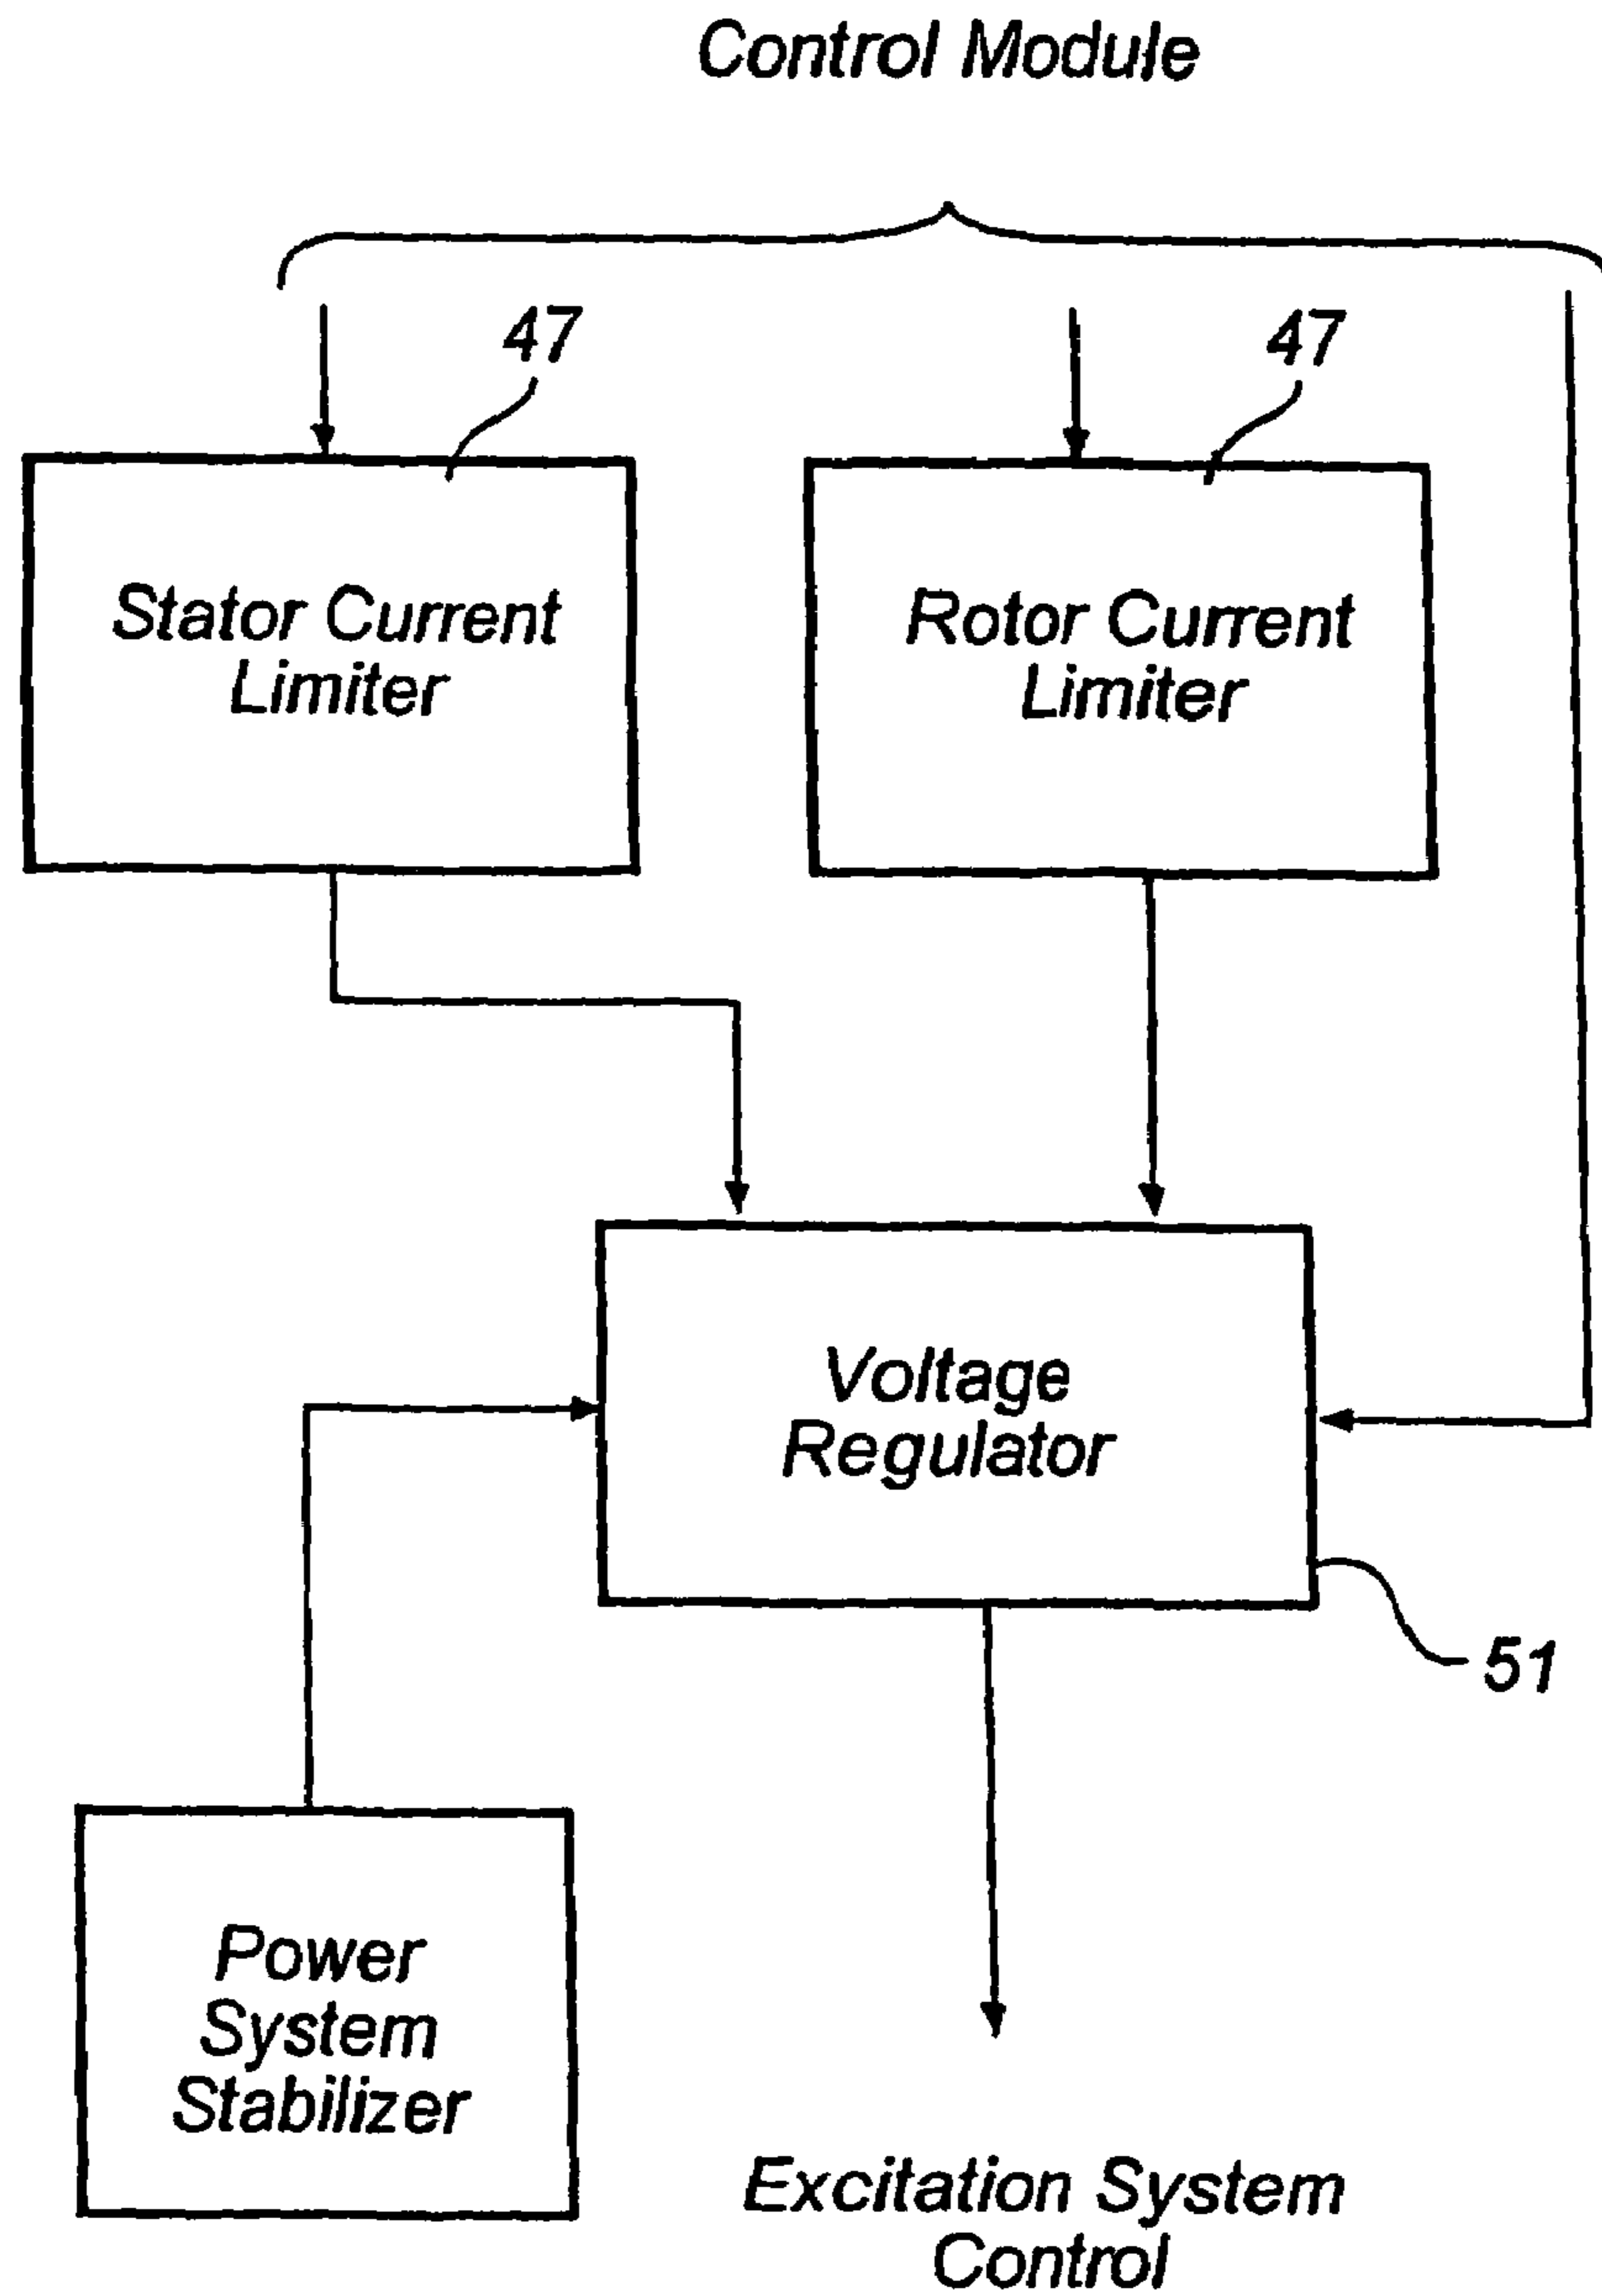 Control Module
47
47
Stator Current
Limiter
Rotor Current
Limiter
Voltage
Regulator
51
Power
System
Stabilizer
Excitation System
Control